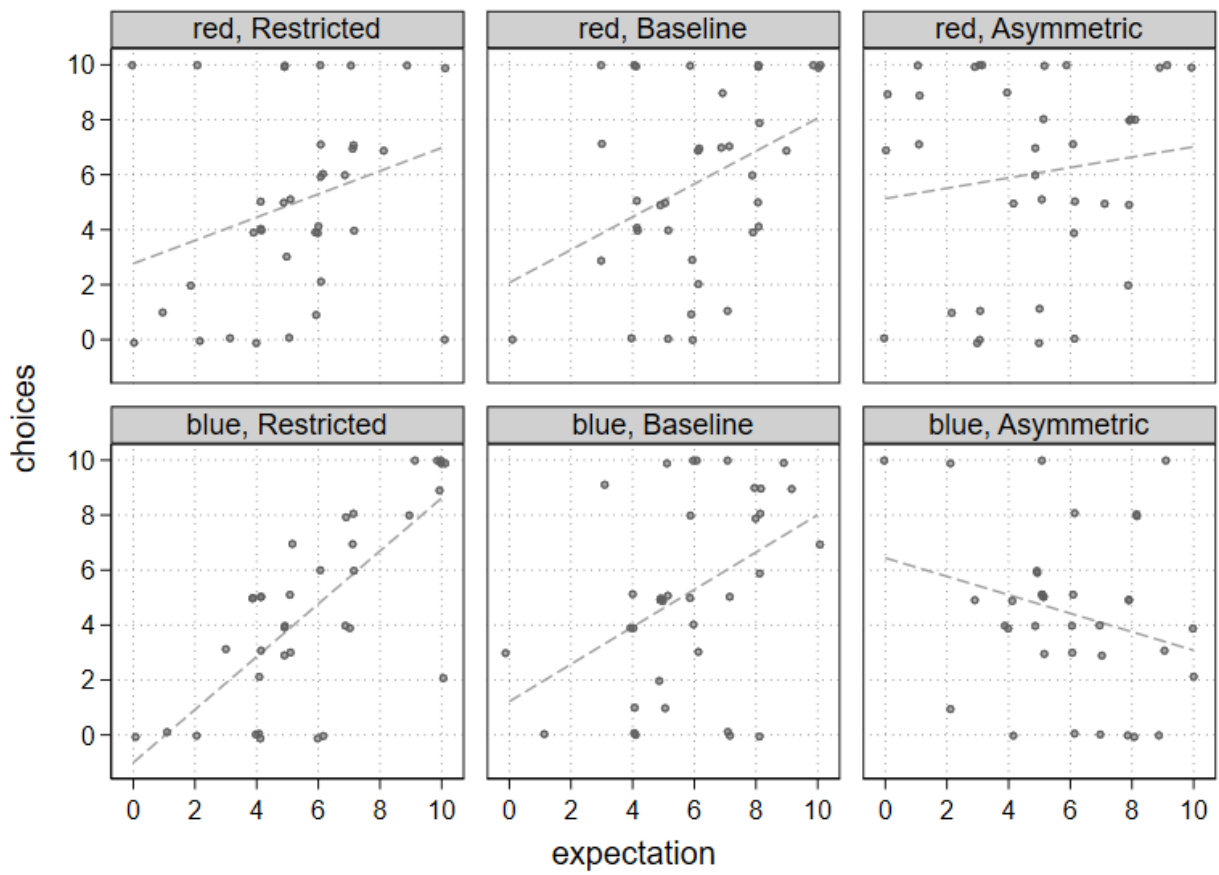 red, Restricted
red, Baseline
red, Asymmetric
10
8
6
4
2
0
choices
blue, Restricted
blue, Baseline
blue, Asymmetric
10
8
6
4
2
0
0 2 4 6 8 10
0 2 4 6 8 10
0 2 4 6 8 10
expectation